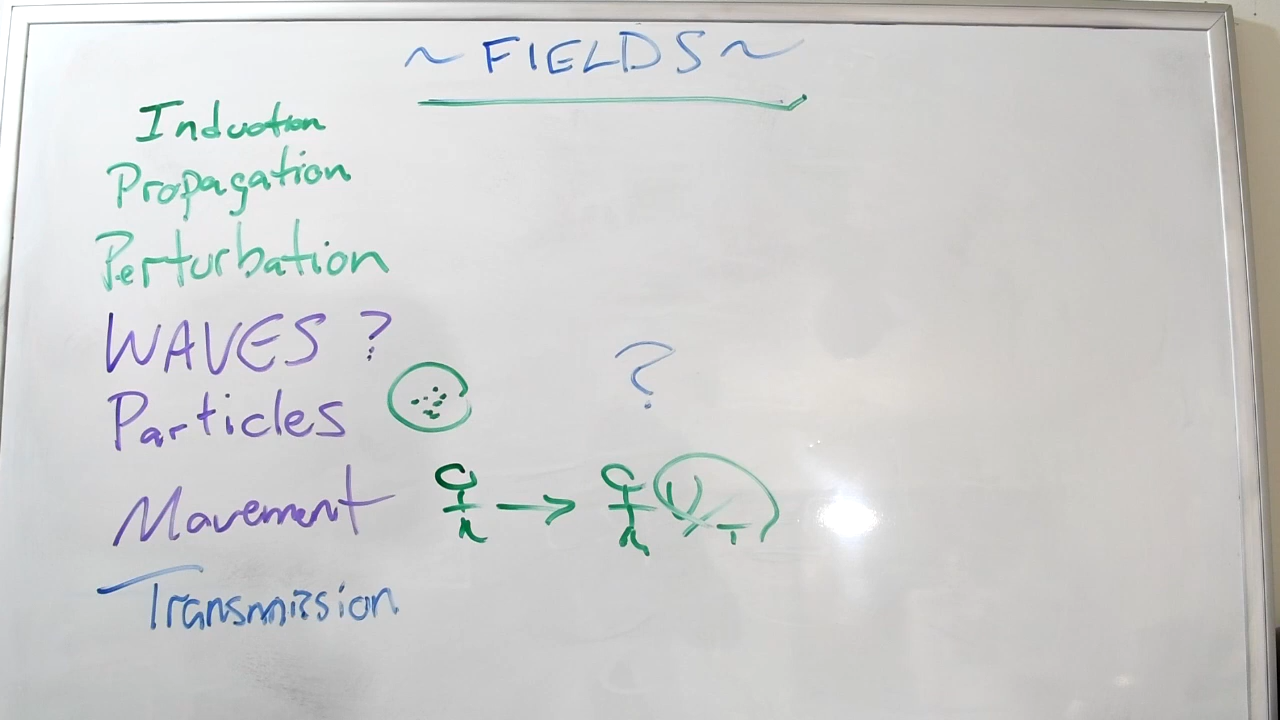 ~ FIELDS ~
Induction
Propagation
Perturbation
WAVES ?
Particles
?
Movement
Transmission